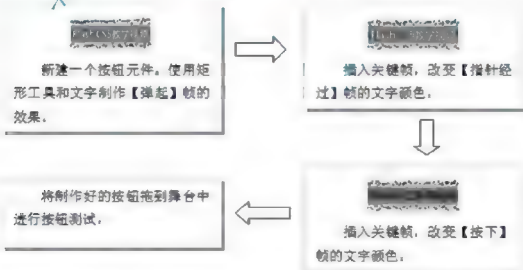 新建一个按钮元件。使用矩
形工具和文字制作【弹起】帧的
效果。
插入关键帧，改变【指针经
过】帧的文字颜色。
插入关键帧，改变【按下】
帧的文字颜色。
将制作好的按钮拖到舞台中
进行按钮测试。